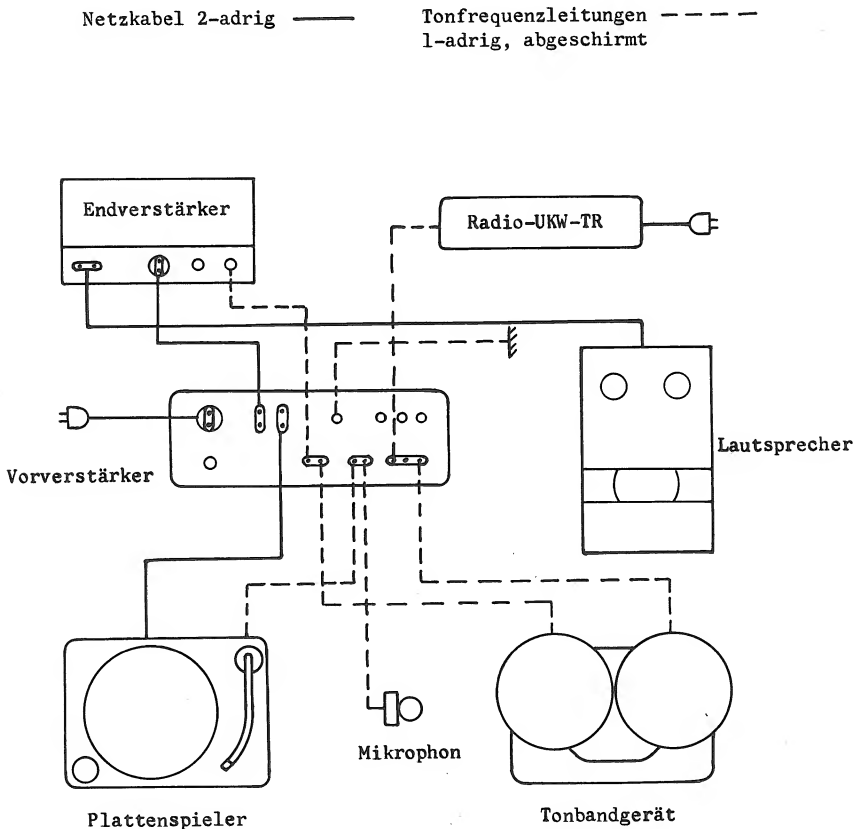 Netzkabel 2-adrig
Tonfrequenzleitungen
1-adrig, abgeschirmt
Endverstärker
Radio-UKW-TR
Lautsprecher
Vorverstärker
Mikrophon
Plattenspieler
Tonbandgerät